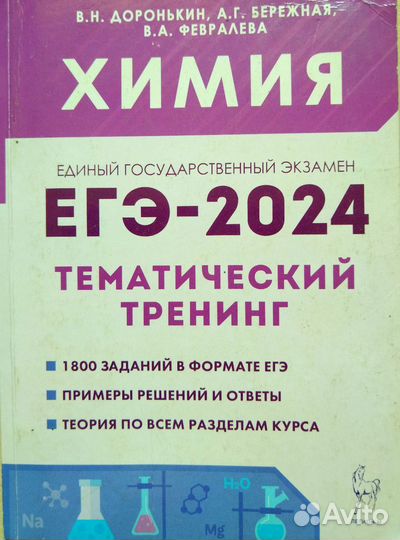 В.Н. ДОРОНЬКИН, А.Г. БЕРЕЖНАЯ,
В.А. ФЕВРАЛЕВА
ХИМИЯ
ЕДИНЫЙ ГОСУДАРСТВЕННЫЙ ЭКЗАМЕН
ЕГЭ-2024
ТЕМАТИЧЕСКИЙ
ТРЕНИНГ
1800 ЗАДАНИЙ В ФОРМАТЕ ЕГЭ
ПРИМЕРЫ РЕШЕНИЙ И ОТВЕТЫ
ТЕОРИЯ ПО ВСЕМ РАЗДЕЛАМ КУРСА
H₂O
Na
Mg
Avito